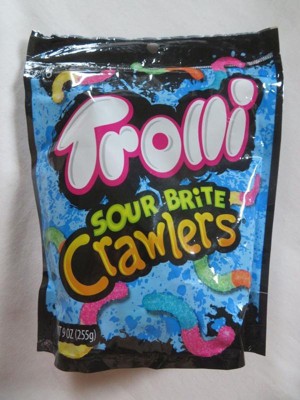 Trolli
SOUR BRiTE
Crawlers
9 OZ (255g)